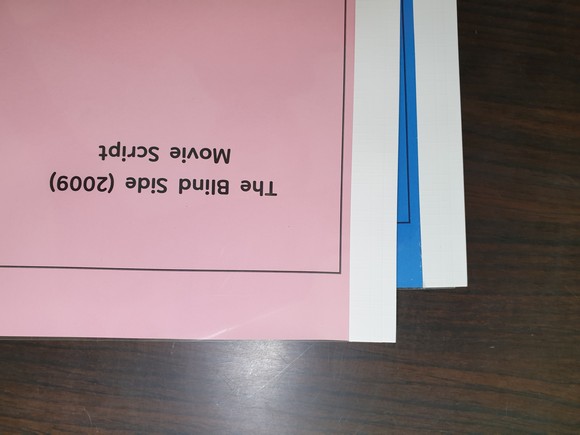 The Blind Side (2009)
Movie Script